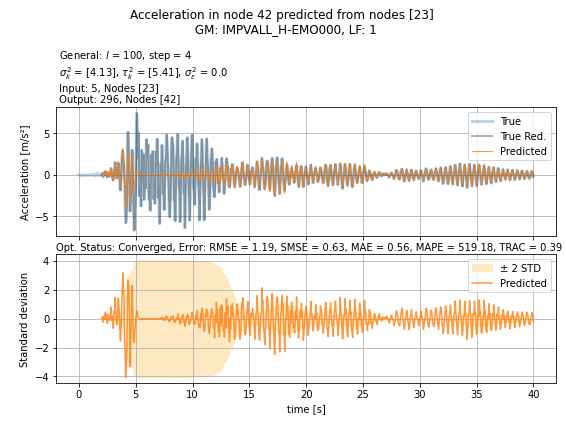 Acceleration in node 42 predicted from nodes [23]
GM: IMPVALL_H-EMO000, LF: 1
General: l = 100, step = 4
σ²ₖ = [4.13], τ²ₖ = [5.41], σ²ε = 0.0
Input: 5, Nodes [23]
Output: 296, Nodes [42]
Acceleration [m/s²]
5
0
−5
True
True Red.
Predicted
Opt. Status: Converged, Error: RMSE = 1.19, SMSE = 0.63, MAE = 0.56, MAPE = 519.18, TRAC = 0.39
Standard deviation
4
2
0
−2
−4
± 2 STD
Predicted
0 5 10 15 20 25 30 35 40
time [s]